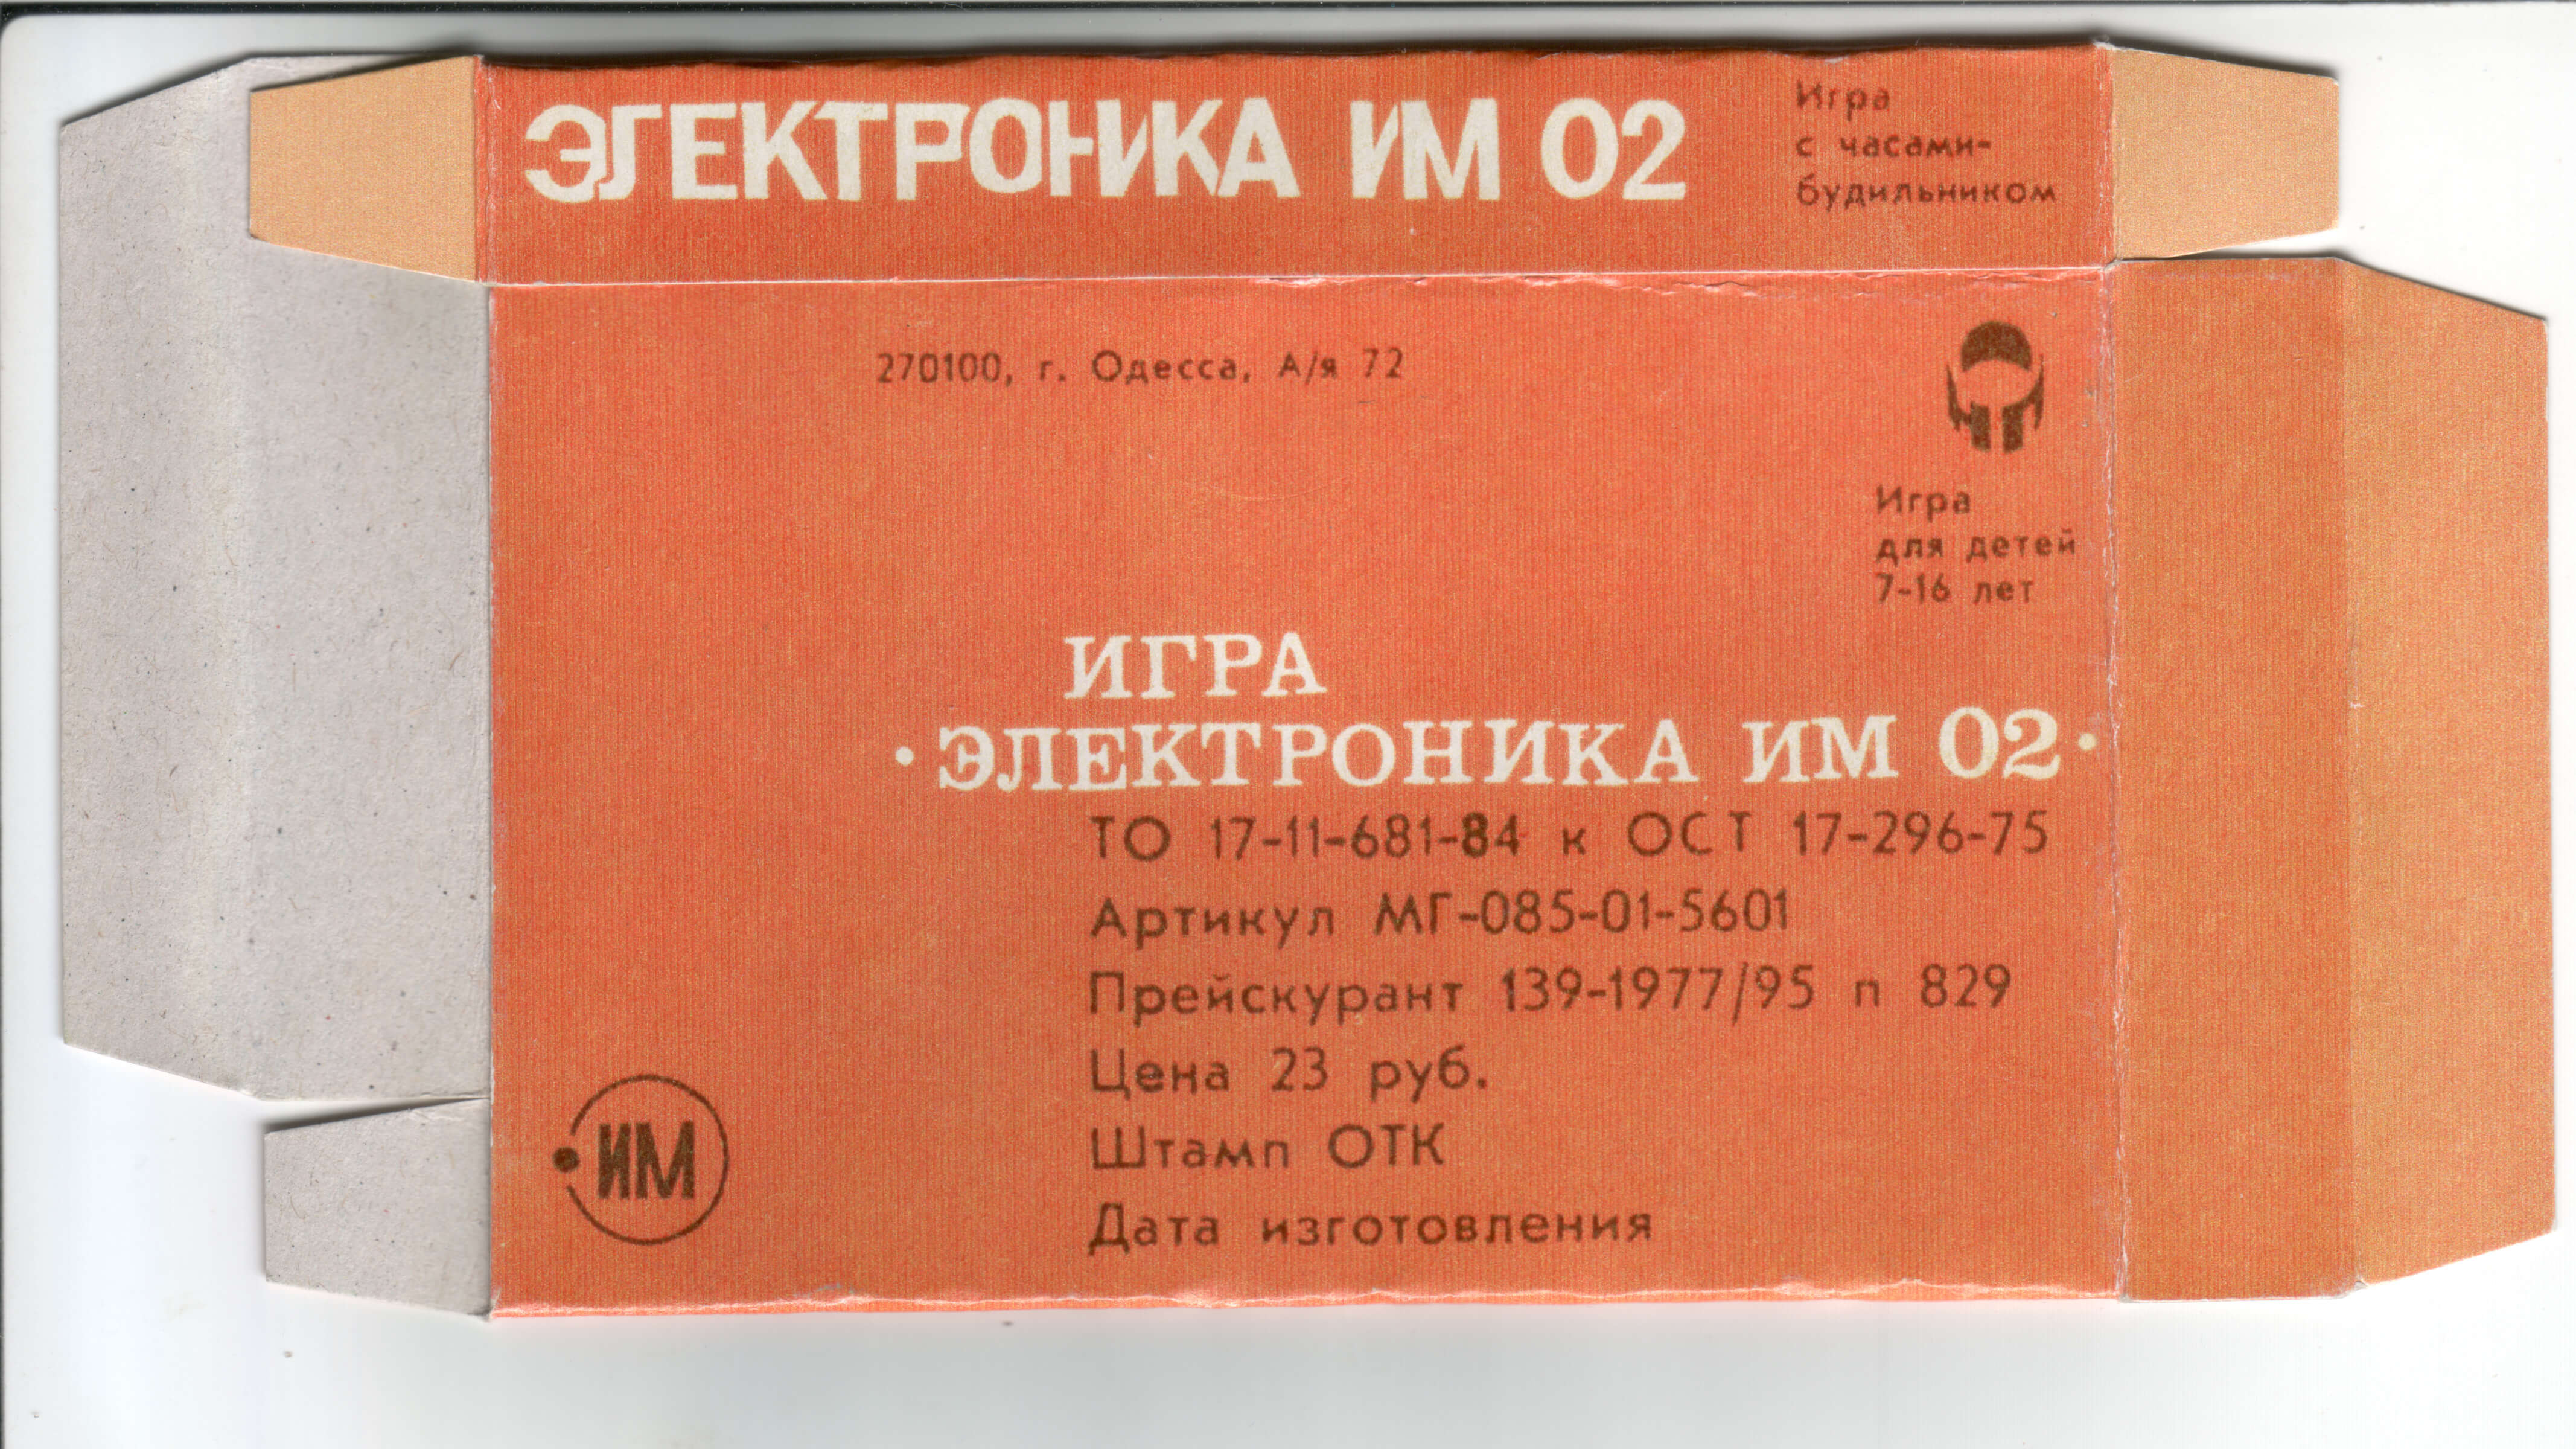 ЭЛЕКТРОНИКА ИМ 02
Игра
с часами-
будильником
270100, г. Одесса, А/я 72
Игра
для детей
7-16 лет
ИГРА
•ЭЛЕКТРОНИКА ИМ 02•
ТО 17-11-681-84 к ОСТ 17-296-75
Артикул МГ-085-01-5601
Прейскурант 139-1977/95 п 829
Цена 23 руб.
Штамп ОТК
Дата изготовления
ИМ